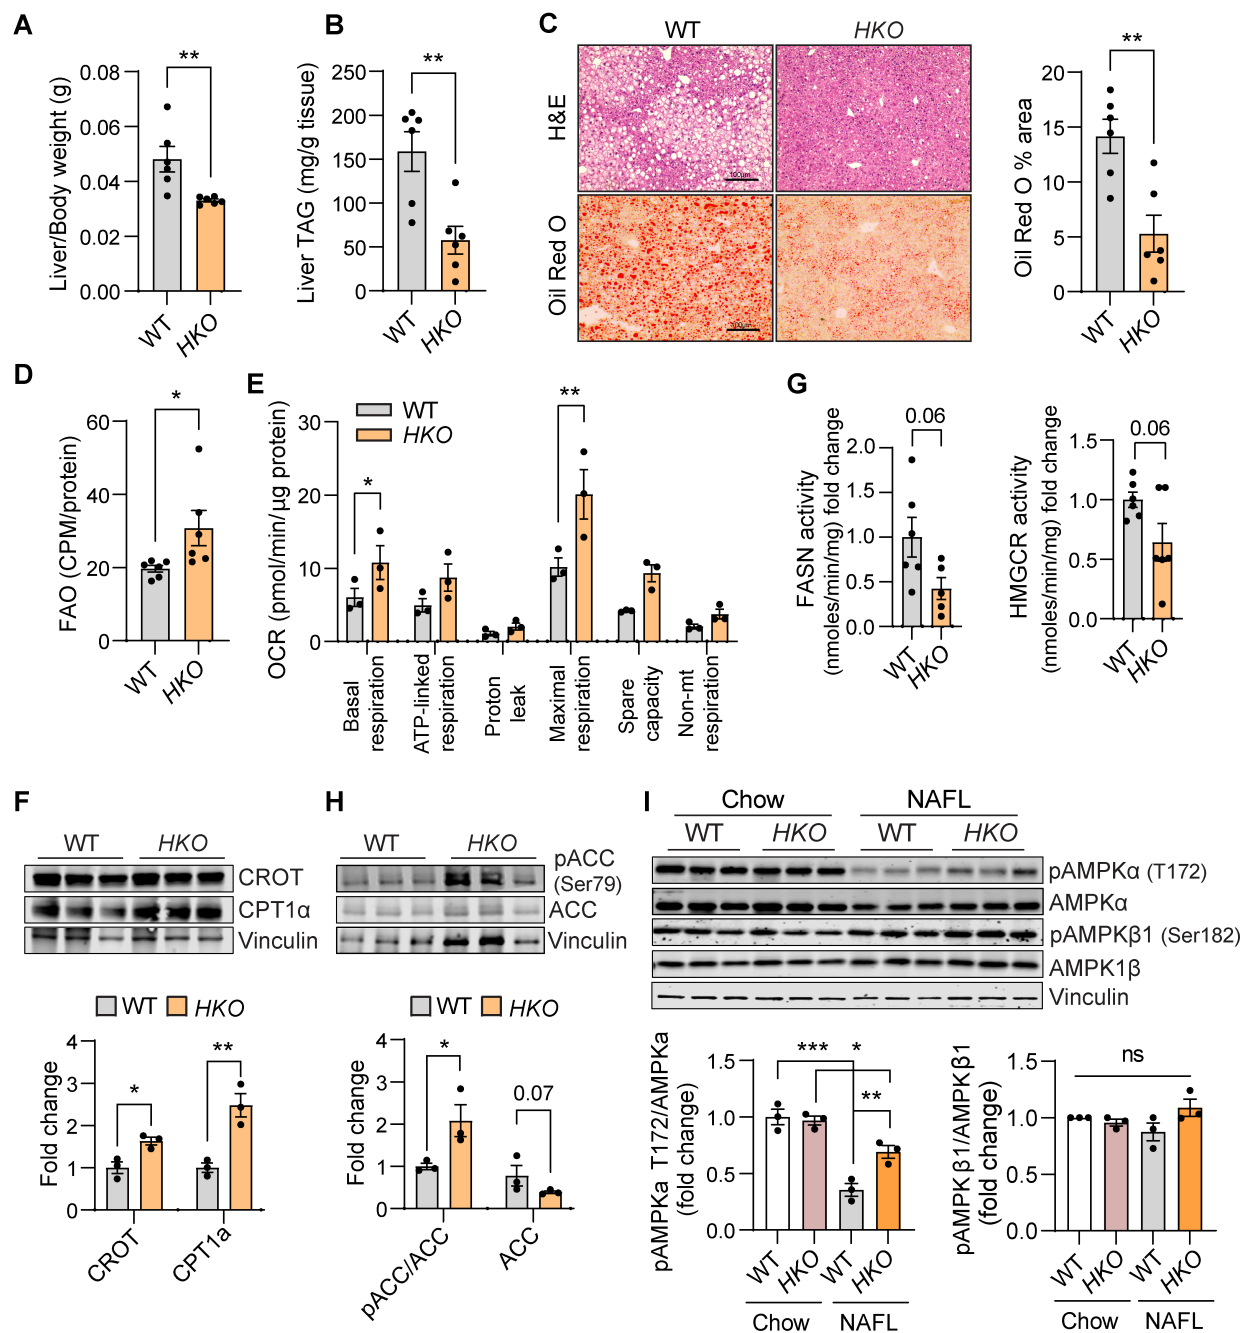 A
Liver/Body weight (g)
0.08
0.06
0.04
0.02
0.00
**
WT
HKO
B
Liver TAG (mg/g tissue)
250
200
150
100
50
0
**
WT
HKO
C
WT
HKO
H&E
100µm
Oil Red O
100µm
Oil Red O % area
20
15
10
5
0
**
WT
HKO
D
FAO (CPM/protein)
60
40
20
0
*
WT
HKO
E
OCR (pmol/min/µg protein)
30
20
10
0
WT
HKO
*
**
Basal
respiration
ATP-linked
respiration
Proton
leak
Maximal
respiration
Spare
capacity
Non-mt
respiration
G
FASN activity
(nmoles/min/mg) fold change
2.0
1.5
1.0
0.5
0.0
0.06
WT
HKO
HMGCR activity
(nmoles/min/mg) fold change
1.5
1.0
0.5
0.0
0.06
WT
HKO
F
WT
HKO
CROT
CPT1α
Vinculin
WT
HKO
Fold change
4
3
2
1
0
*
**
CROT
CPT1a
H
WT
HKO
pACC
(Ser79)
ACC
Vinculin
WT
HKO
Fold change
4
3
2
1
0
*
0.07
pACC/ACC
ACC
I
Chow
NAFL
WT
HKO
WT
HKO
pAMPKα (T172)
AMPKα
pAMPKβ1 (Ser182)
AMPK1β
Vinculin
pAMPKa T172/AMPKa
(fold change)
1.5
1.0
0.5
0.0
***
*
**
WT
HKO
WT
HKO
Chow
NAFL
pAMPKβ1/AMPKβ1
(fold change)
1.5
1.0
0.5
0.0
ns
WT
HKO
WT
HKO
Chow
NAFL